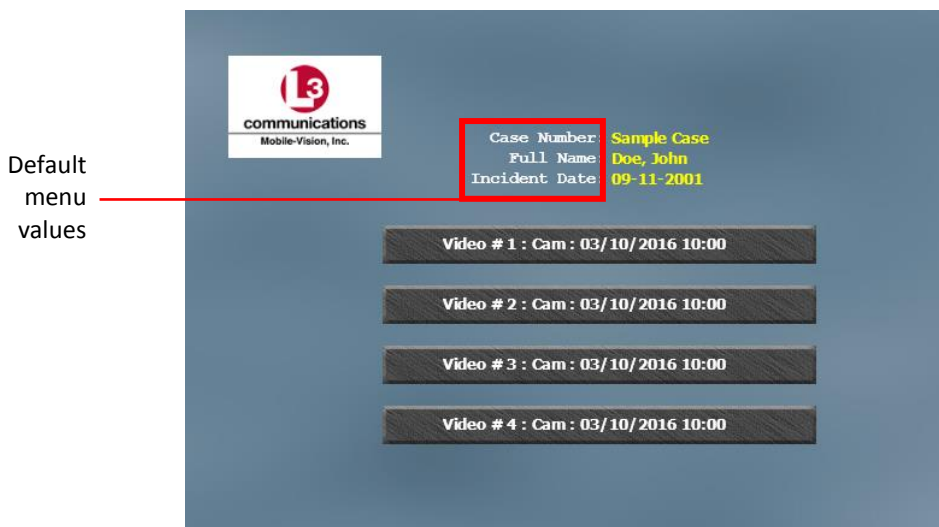 L3
communications
Mobile-Vision, Inc.
Default
menu
values
Case Number: Sample Case
Full Name: Doe, John
Incident Date: 09-11-2001
Video # 1 : Cam : 03/10/2016 10:00
Video # 2 : Cam : 03/10/2016 10:00
Video # 3 : Cam : 03/10/2016 10:00
Video # 4 : Cam : 03/10/2016 10:00